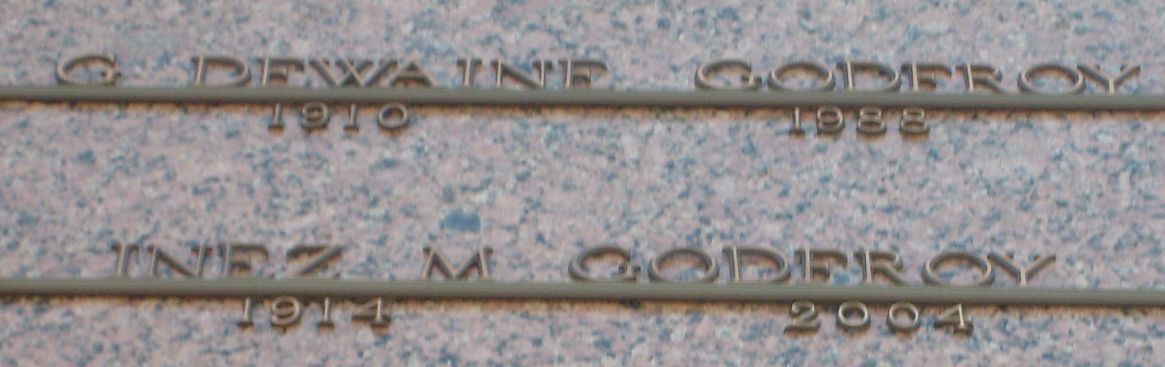 G DEWAINE GODFROY
1910 1988
INEZ M GODFROY
1914 2004